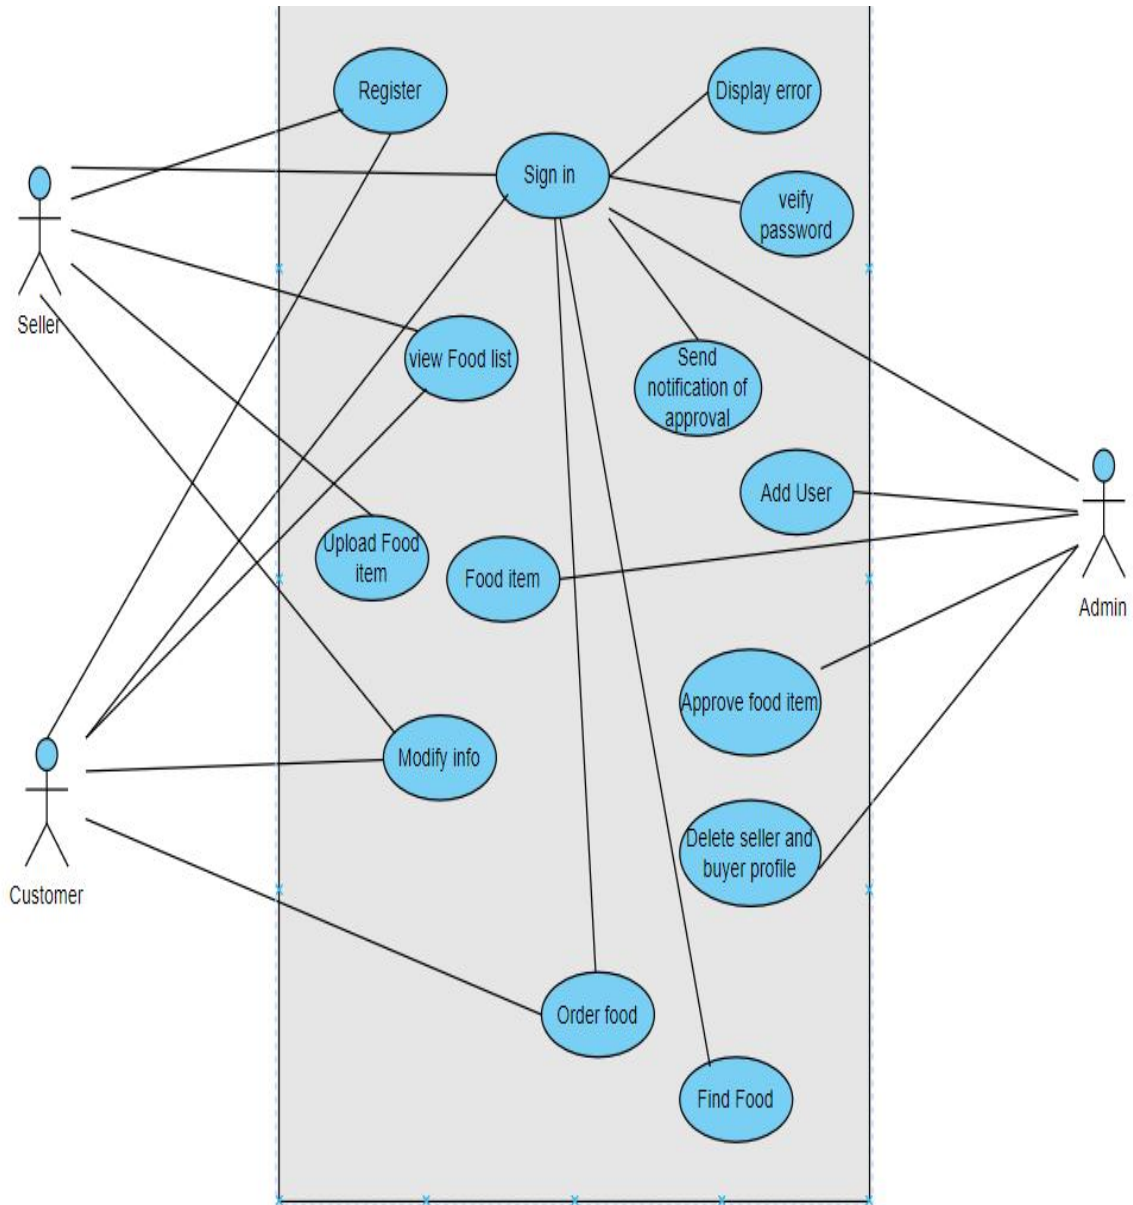 Register
Display error
Sign in
veify
password
Seller
view Food list
Send
notification of
approval
Add User
Upload Food
item
Food item
Admin
Approve food item
Modify info
Delete seller and
buyer profile
Customer
Order food
Find Food